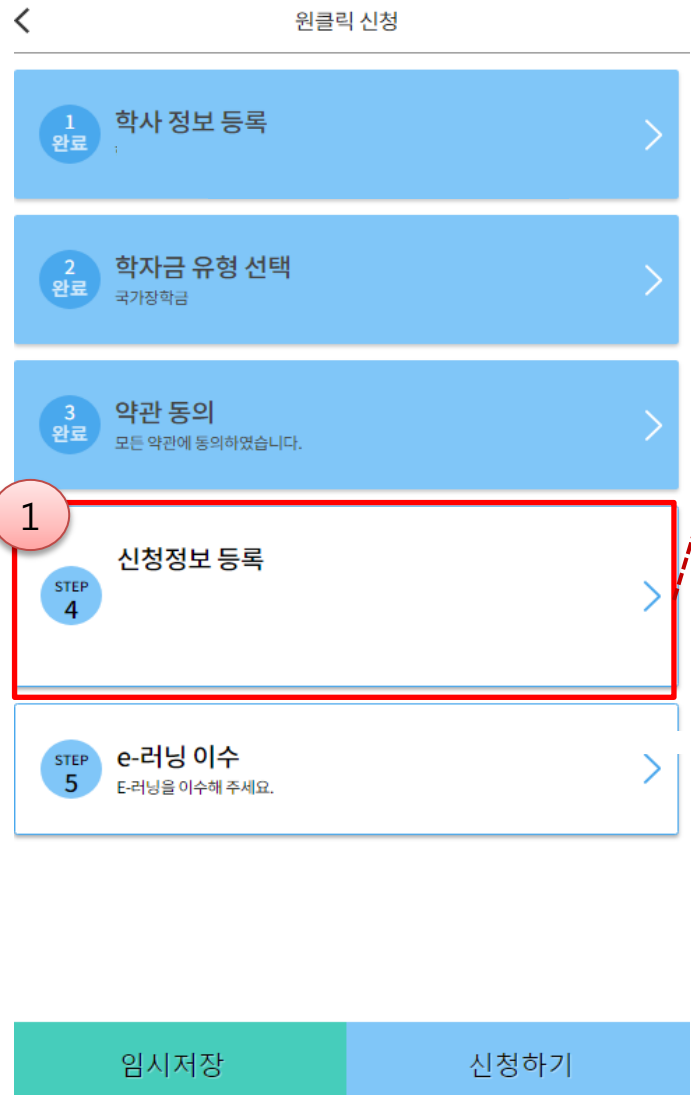 원클릭 신청
1
완료
학사 정보 등록
;
2
완료
학자금 유형 선택
국가장학금
3
완료
약관 동의
모든 약관에 동의하였습니다.
1
신청정보 등록
STEP
4
e-러닝 이수
STEP
5
E-러닝을 이수해 주세요.
임시저장
신청하기